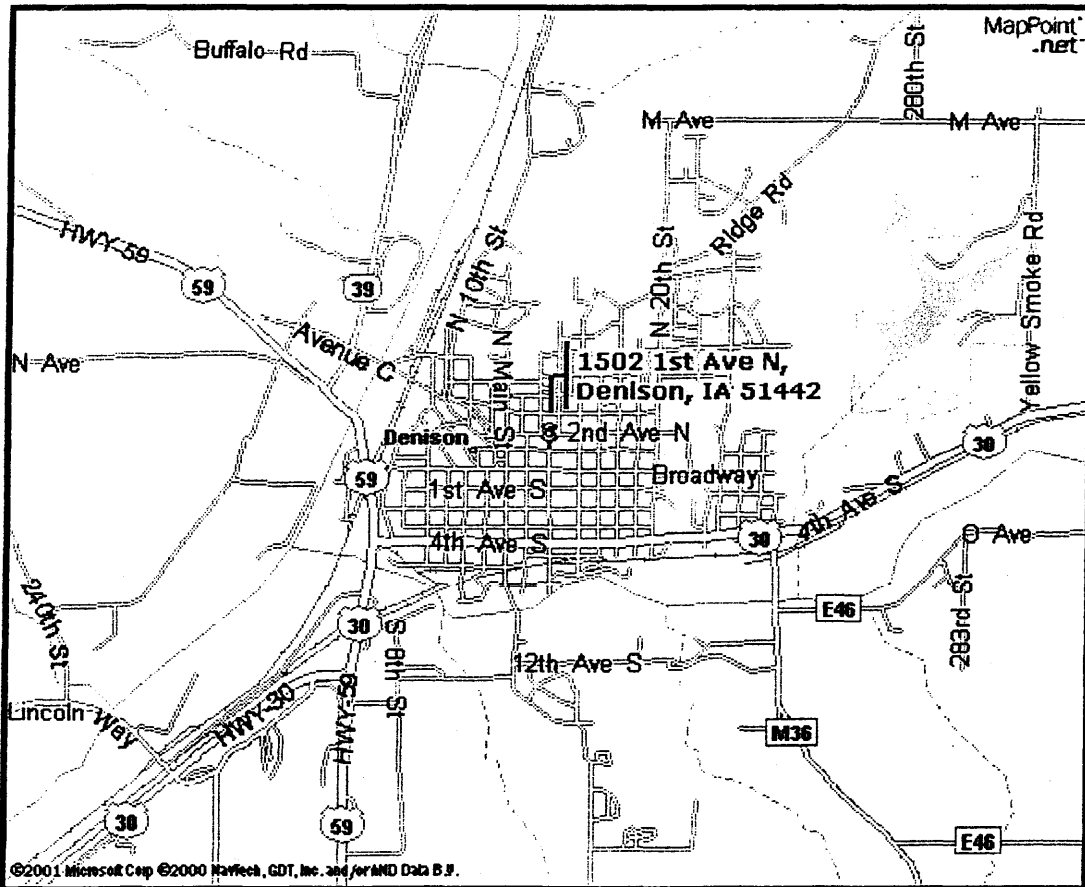 MapPoint
.net
Buffalo Rd
280th St
M Ave
M Ave
Ridge Rd
HWY-59
59
39
N 10th St
N 20th St
Yellow Smoke Rd
N Ave
Avenue C
N Main St
1502 1st Ave N,
Denison, IA 51442
Denison
2nd Ave N
30
59
1st Ave S
Broadway
4th Ave S
4th Ave S
30
O Ave
240th St
30
S 8th St
E46
283rd St
12th Ave S
Lincoln Way
HWY-30
HWY-59
M36
30
59
E46
©2001 Microsoft Corp ©2000 NavTech, GDT, Inc. and/or AND Data B.V.